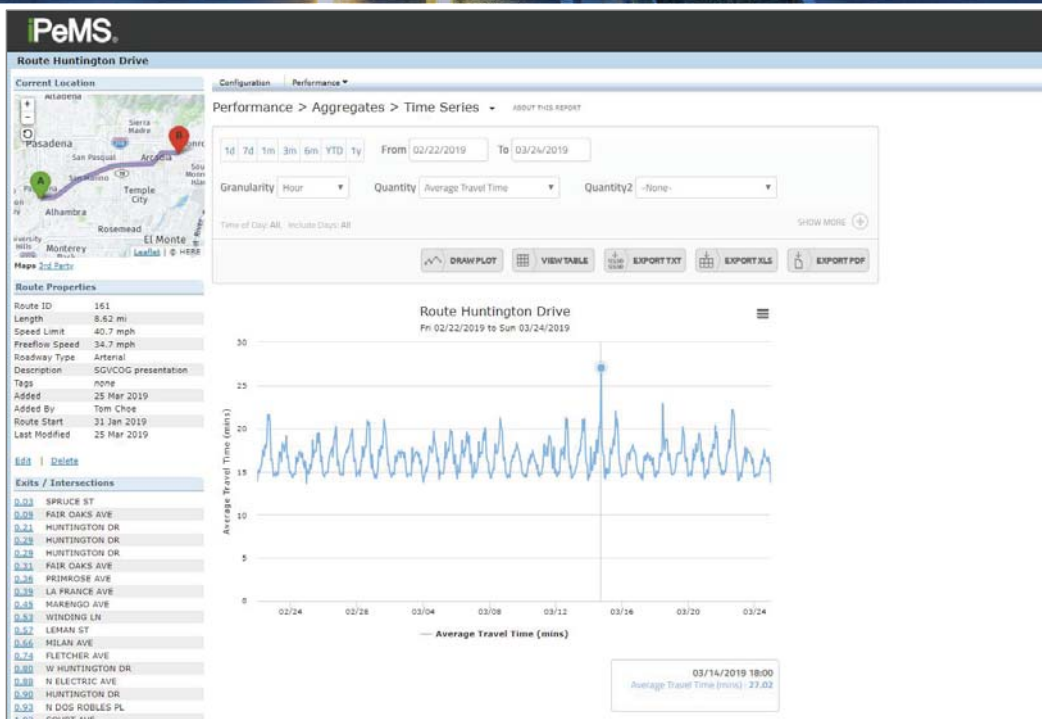 iPeMS®
Route Huntington Drive
Current Location
Altadena
Sierra
Madre
Pasadena
San Pasqual
Arcadia
San Marino
Temple
City
Alhambra
Rosemead
El Monte
Monterey
Leaflet | © HERE
Maps 3rd Party
Route Properties
Route ID 161
Length 8.62 mi
Speed Limit 40.7 mph
Freeflow Speed 34.7 mph
Roadway Type Arterial
Description SGVCOG presentation
Tags none
Added 25 Mar 2019
Added By Tom Choe
Route Start 31 Jan 2019
Last Modified 25 Mar 2019
Edit | Delete
Exits / Intersections
0.03 SPRUCE ST
0.09 FAIR OAKS AVE
0.21 HUNTINGTON DR
0.29 HUNTINGTON DR
0.29 HUNTINGTON DR
0.31 FAIR OAKS AVE
0.36 PRIMROSE AVE
0.39 LA FRANCE AVE
0.45 MARENGO AVE
0.53 WINDING LN
0.57 LEMAN ST
0.66 MILAN AVE
0.74 FLETCHER AVE
0.80 W HUNTINGTON DR
0.88 N ELECTRIC AVE
0.90 HUNTINGTON DR
0.93 N DOS ROBLES PL
Configuration Performance
Performance > Aggregates > Time Series ABOUT THIS REPORT
1d 7d 1m 3m 6m YTD 1y From 02/22/2019 To 03/24/2019
Granularity Hour Quantity Average Travel Time Quantity2 -None-
Time of Day: All, Include Days: All SHOW MORE
DRAW PLOT VIEW TABLE EXPORT TXT EXPORT XLS EXPORT PDF
Route Huntington Drive
Fri 02/22/2019 to Sun 03/24/2019
Average Travel Time (mins)
30
25
20
15
10
5
0
02/24 02/28 03/04 03/08 03/12 03/16 03/20 03/24
Average Travel Time (mins)
03/14/2019 18:00
Average Travel Time (mins): 27.02